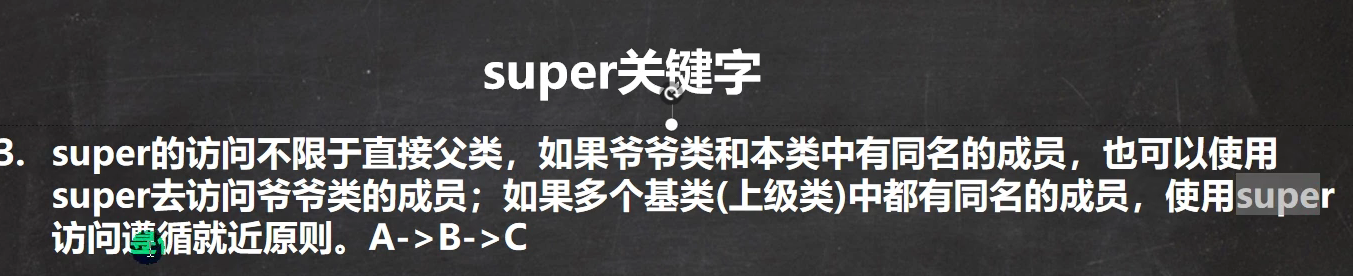 super关键字
3. super的访问不限于直接父类，如果爷爷类和本类中有同名的成员，也可以使用
super去访问爷爷类的成员；如果多个基类(上级类)中都有同名的成员，使用super
访问遵循就近原则。A->B->C